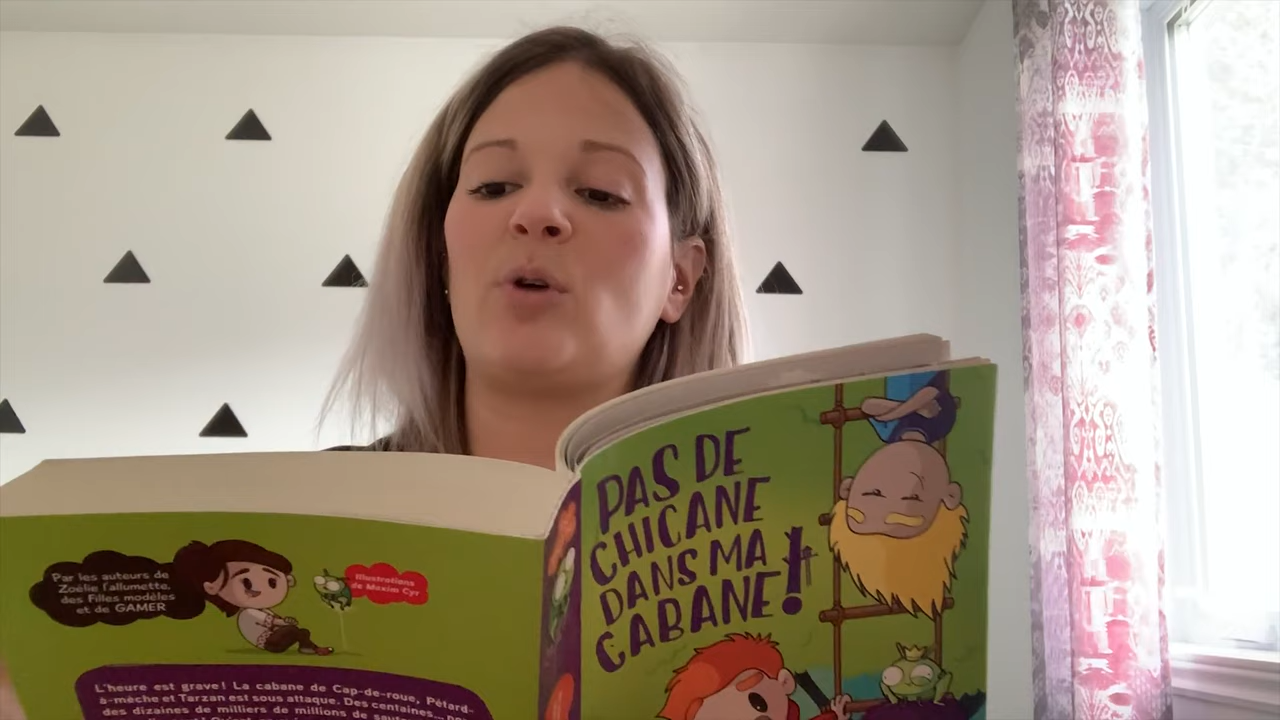 PAS DE
CHICANE
DANS MA
CABANE!
Par les auteurs de
Zoélie l'allumette,
des Filles modèles
et de GAMER
Illustrations
de Maxim Cyr
L'heure est grave! La cabane de Cap-de-roue, Pétard-
à-mèche et Tarzan est sous attaque. Des centaines... non,
des dizaines de milliers de millions de